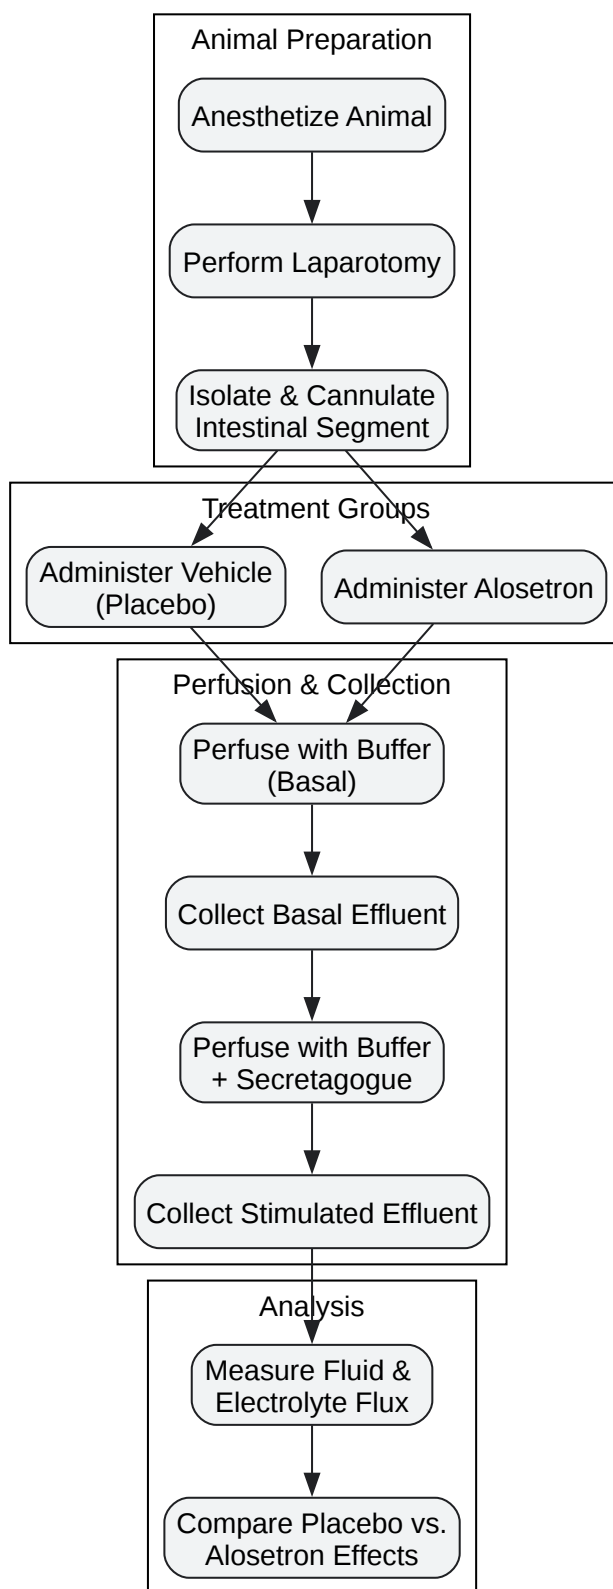 Animal Preparation
Anesthetize Animal
Perform Laparotomy
Isolate & Cannulate
Intestinal Segment
Treatment Groups
Administer Vehicle
(Placebo)
Administer Alosetron
Perfusion & Collection
Perfuse with Buffer
(Basal)
Collect Basal Effluent
Perfuse with Buffer
+ Secretagogue
Collect Stimulated Effluent
Analysis
Measure Fluid &
Electrolyte Flux
Compare Placebo vs.
Alosetron Effects